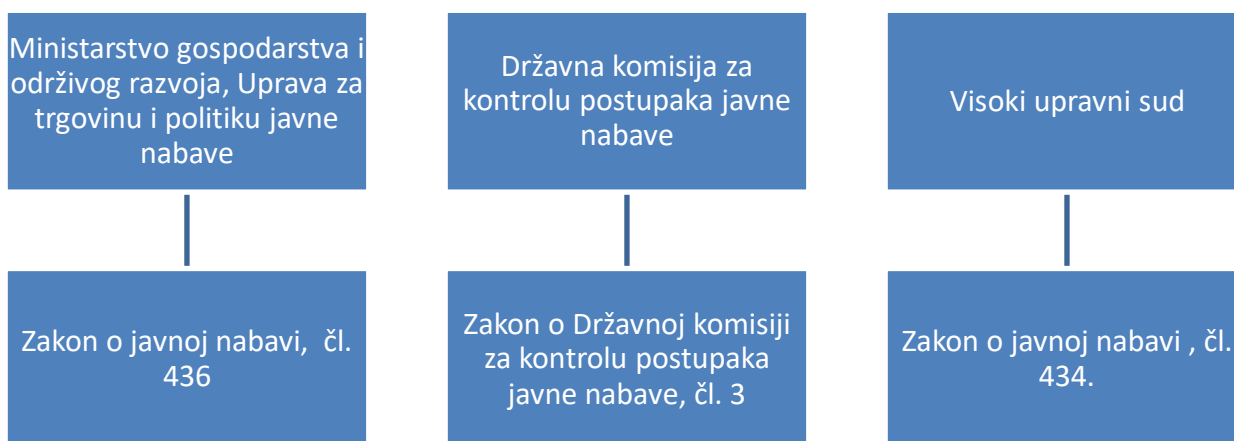 Ministarstvo gospodarstva i
održivog razvoja, Uprava za
trgovinu i politiku javne
nabave
Državna komisija za
kontrolu postupaka javne
nabave
Visoki upravni sud
Zakon o javnoj nabavi,  čl.
436
Zakon o Državnoj komisiji
za kontrolu postupaka
javne nabave, čl. 3
Zakon o javnoj nabavi , čl.
434.